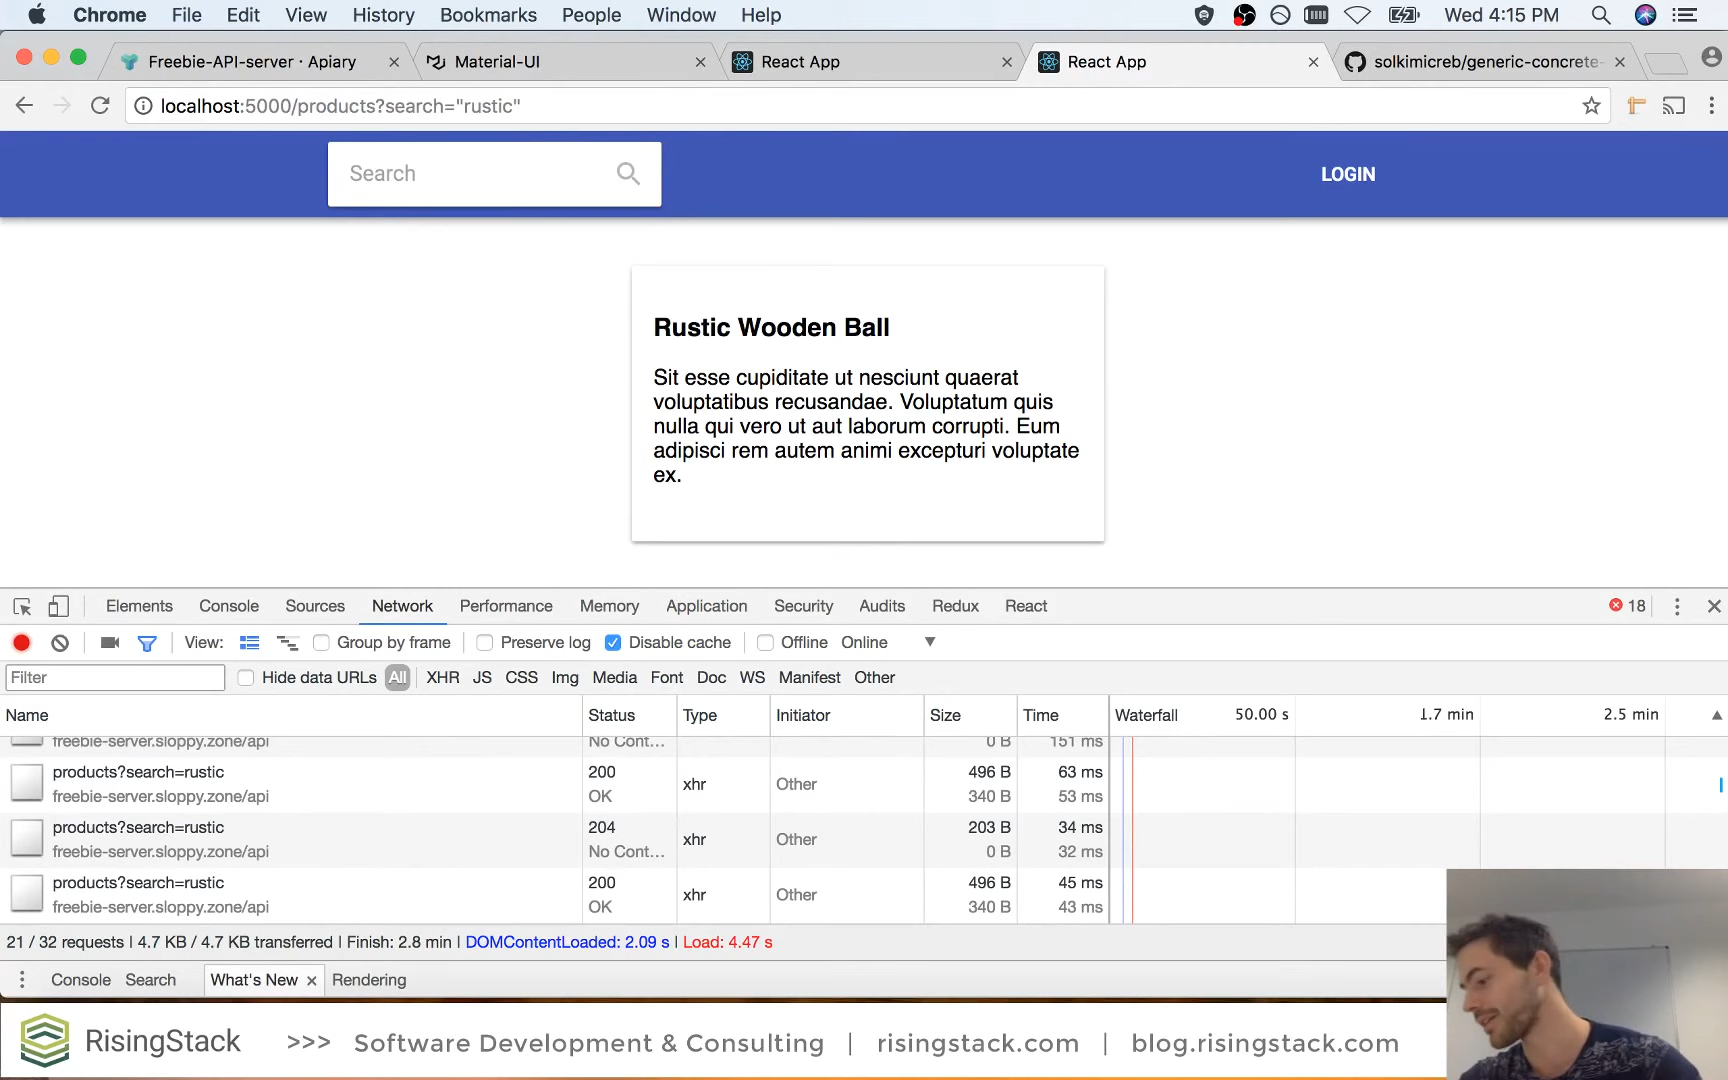 Chrome File Edit View History Bookmarks People Window Help Wed 4:15 PM
Freebie-API-server · Apiary Material-UI React App React App solkimicreb/generic-concrete-
localhost:5000/products?search="rustic"
Search LOGIN
Rustic Wooden Ball
Sit esse cupiditate ut nesciunt quaerat
voluptatibus recusandae. Voluptatum quis
nulla qui vero ut aut laborum corrupti. Eum
adipisci rem autem animi excepturi voluptate
ex.
Elements Console Sources Network Performance Memory Application Security Audits Redux React 18
View: Group by frame Preserve log Disable cache Offline Online
Filter Hide data URLs All XHR JS CSS Img Media Font Doc WS Manifest Other
Name Status Type Initiator Size Time Waterfall 50.00 s 1.7 min 2.5 min
freebie-server.sloppy.zone/api No Cont... 0 B 151 ms
products?search=rustic 200 xhr Other 496 B 63 ms
freebie-server.sloppy.zone/api OK 340 B 53 ms
products?search=rustic 204 xhr Other 203 B 34 ms
freebie-server.sloppy.zone/api No Cont... 0 B 32 ms
products?search=rustic 200 xhr Other 496 B 45 ms
freebie-server.sloppy.zone/api OK 340 B 43 ms
21 / 32 requests | 4.7 KB / 4.7 KB transferred | Finish: 2.8 min | DOMContentLoaded: 2.09 s | Load: 4.47 s
Console Search What's New Rendering
RisingStack >>> Software Development & Consulting | risingstack.com | blog.risingstack.com